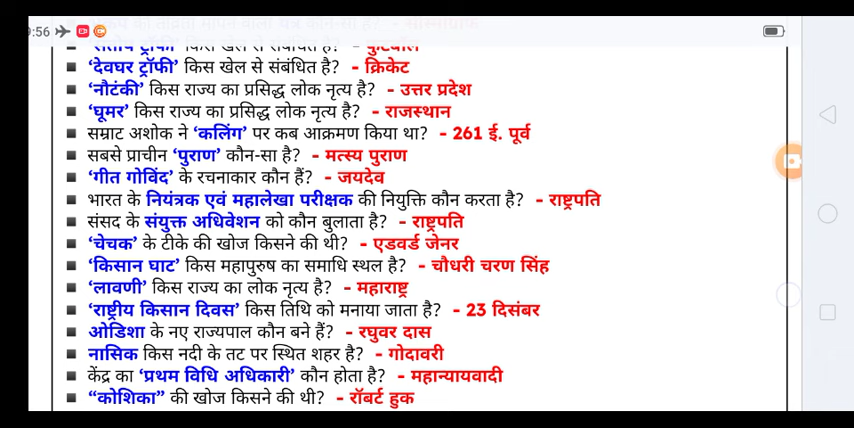 9:56
'संतोष ट्रॉफी' किस खेल से संबंधित है? - फुटबॉल
'देवघर ट्रॉफी' किस खेल से संबंधित है? - क्रिकेट
'नौटंकी' किस राज्य का प्रसिद्ध लोक नृत्य है? - उत्तर प्रदेश
'घूमर' किस राज्य का प्रसिद्ध लोक नृत्य है? - राजस्थान
सम्राट अशोक ने 'कलिंग' पर कब आक्रमण किया था? - 261 ई. पूर्व
सबसे प्राचीन 'पुराण' कौन-सा है? - मत्स्य पुराण
'गीत गोविंद' के रचनाकार कौन हैं? - जयदेव
भारत के नियंत्रक एवं महालेखा परीक्षक की नियुक्ति कौन करता है? - राष्ट्रपति
संसद के संयुक्त अधिवेशन को कौन बुलाता है? - राष्ट्रपति
'चेचक' के टीके की खोज किसने की थी? - एडवर्ड जेनर
'किसान घाट' किस महापुरुष का समाधि स्थल है? - चौधरी चरण सिंह
'लावणी' किस राज्य का लोक नृत्य है? - महाराष्ट्र
'राष्ट्रीय किसान दिवस' किस तिथि को मनाया जाता है? - 23 दिसंबर
ओडिशा के नए राज्यपाल कौन बने हैं? - रघुवर दास
नासिक किस नदी के तट पर स्थित शहर है? - गोदावरी
केंद्र का 'प्रथम विधि अधिकारी' कौन होता है? - महान्यायवादी
"कोशिका" की खोज किसने की थी? - रॉबर्ट हुक